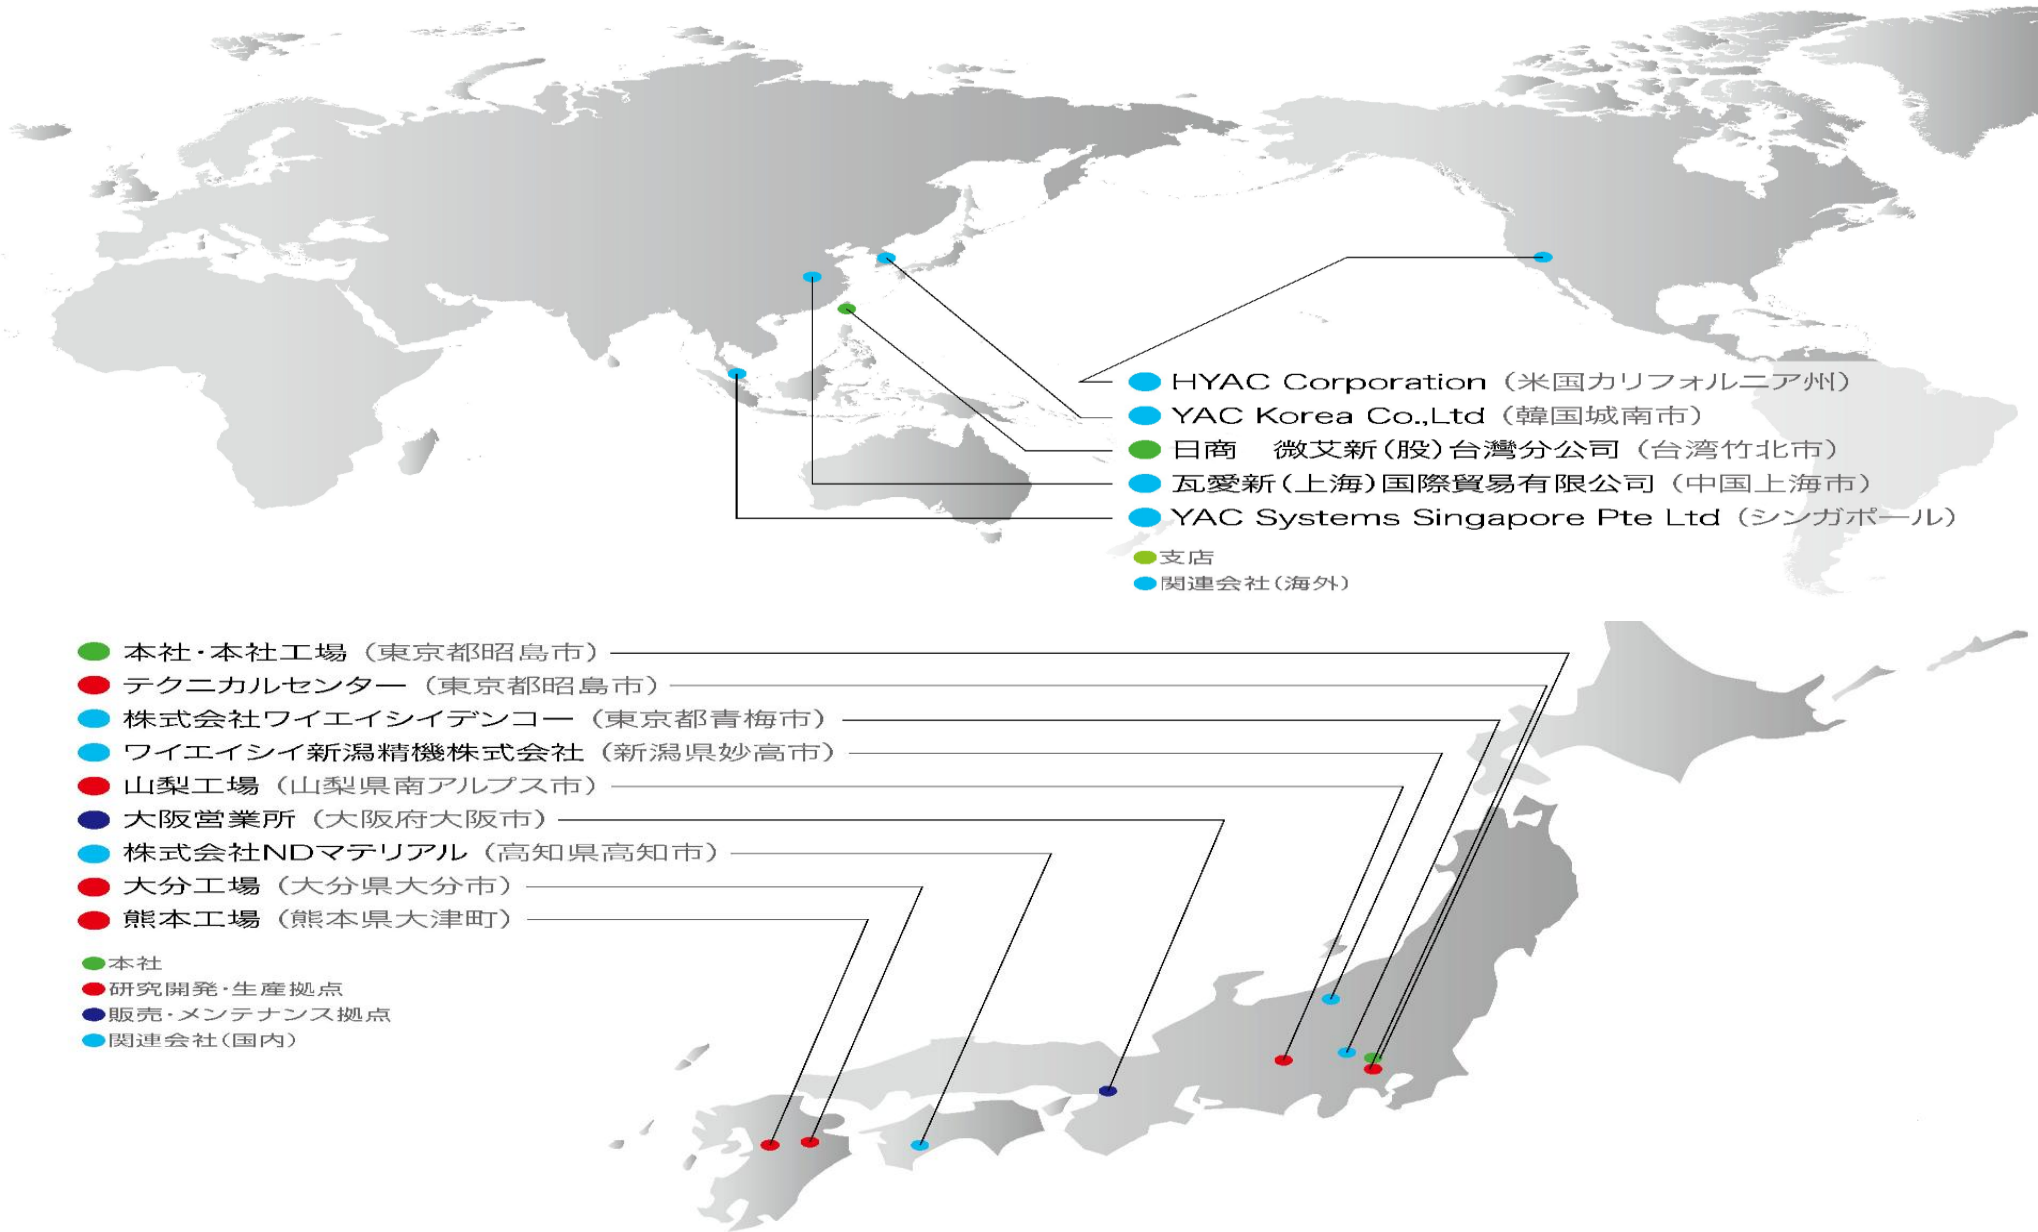 HYAC Corporation（米国カリフォルニア州）
YAC Korea Co.,Ltd（韓国城南市）
日商　微艾新(股)台灣分公司（台湾竹北市）
瓦愛新(上海)国際貿易有限公司（中国上海市）
YAC Systems Singapore Pte Ltd（シンガポール）
支店
関連会社(海外)
本社･本社工場（東京都昭島市）
テクニカルセンター（東京都昭島市）
株式会社ワイエイシイデンコー（東京都青梅市）
ワイエイシイ新潟精機株式会社（新潟県妙高市）
山梨工場（山梨県南アルプス市）
大阪営業所（大阪府大阪市）
株式会社NDマテリアル（高知県高知市）
大分工場（大分県大分市）
熊本工場（熊本県大津町）
本社
研究開発･生産拠点
販売･メンテナンス拠点
関連会社(国内)